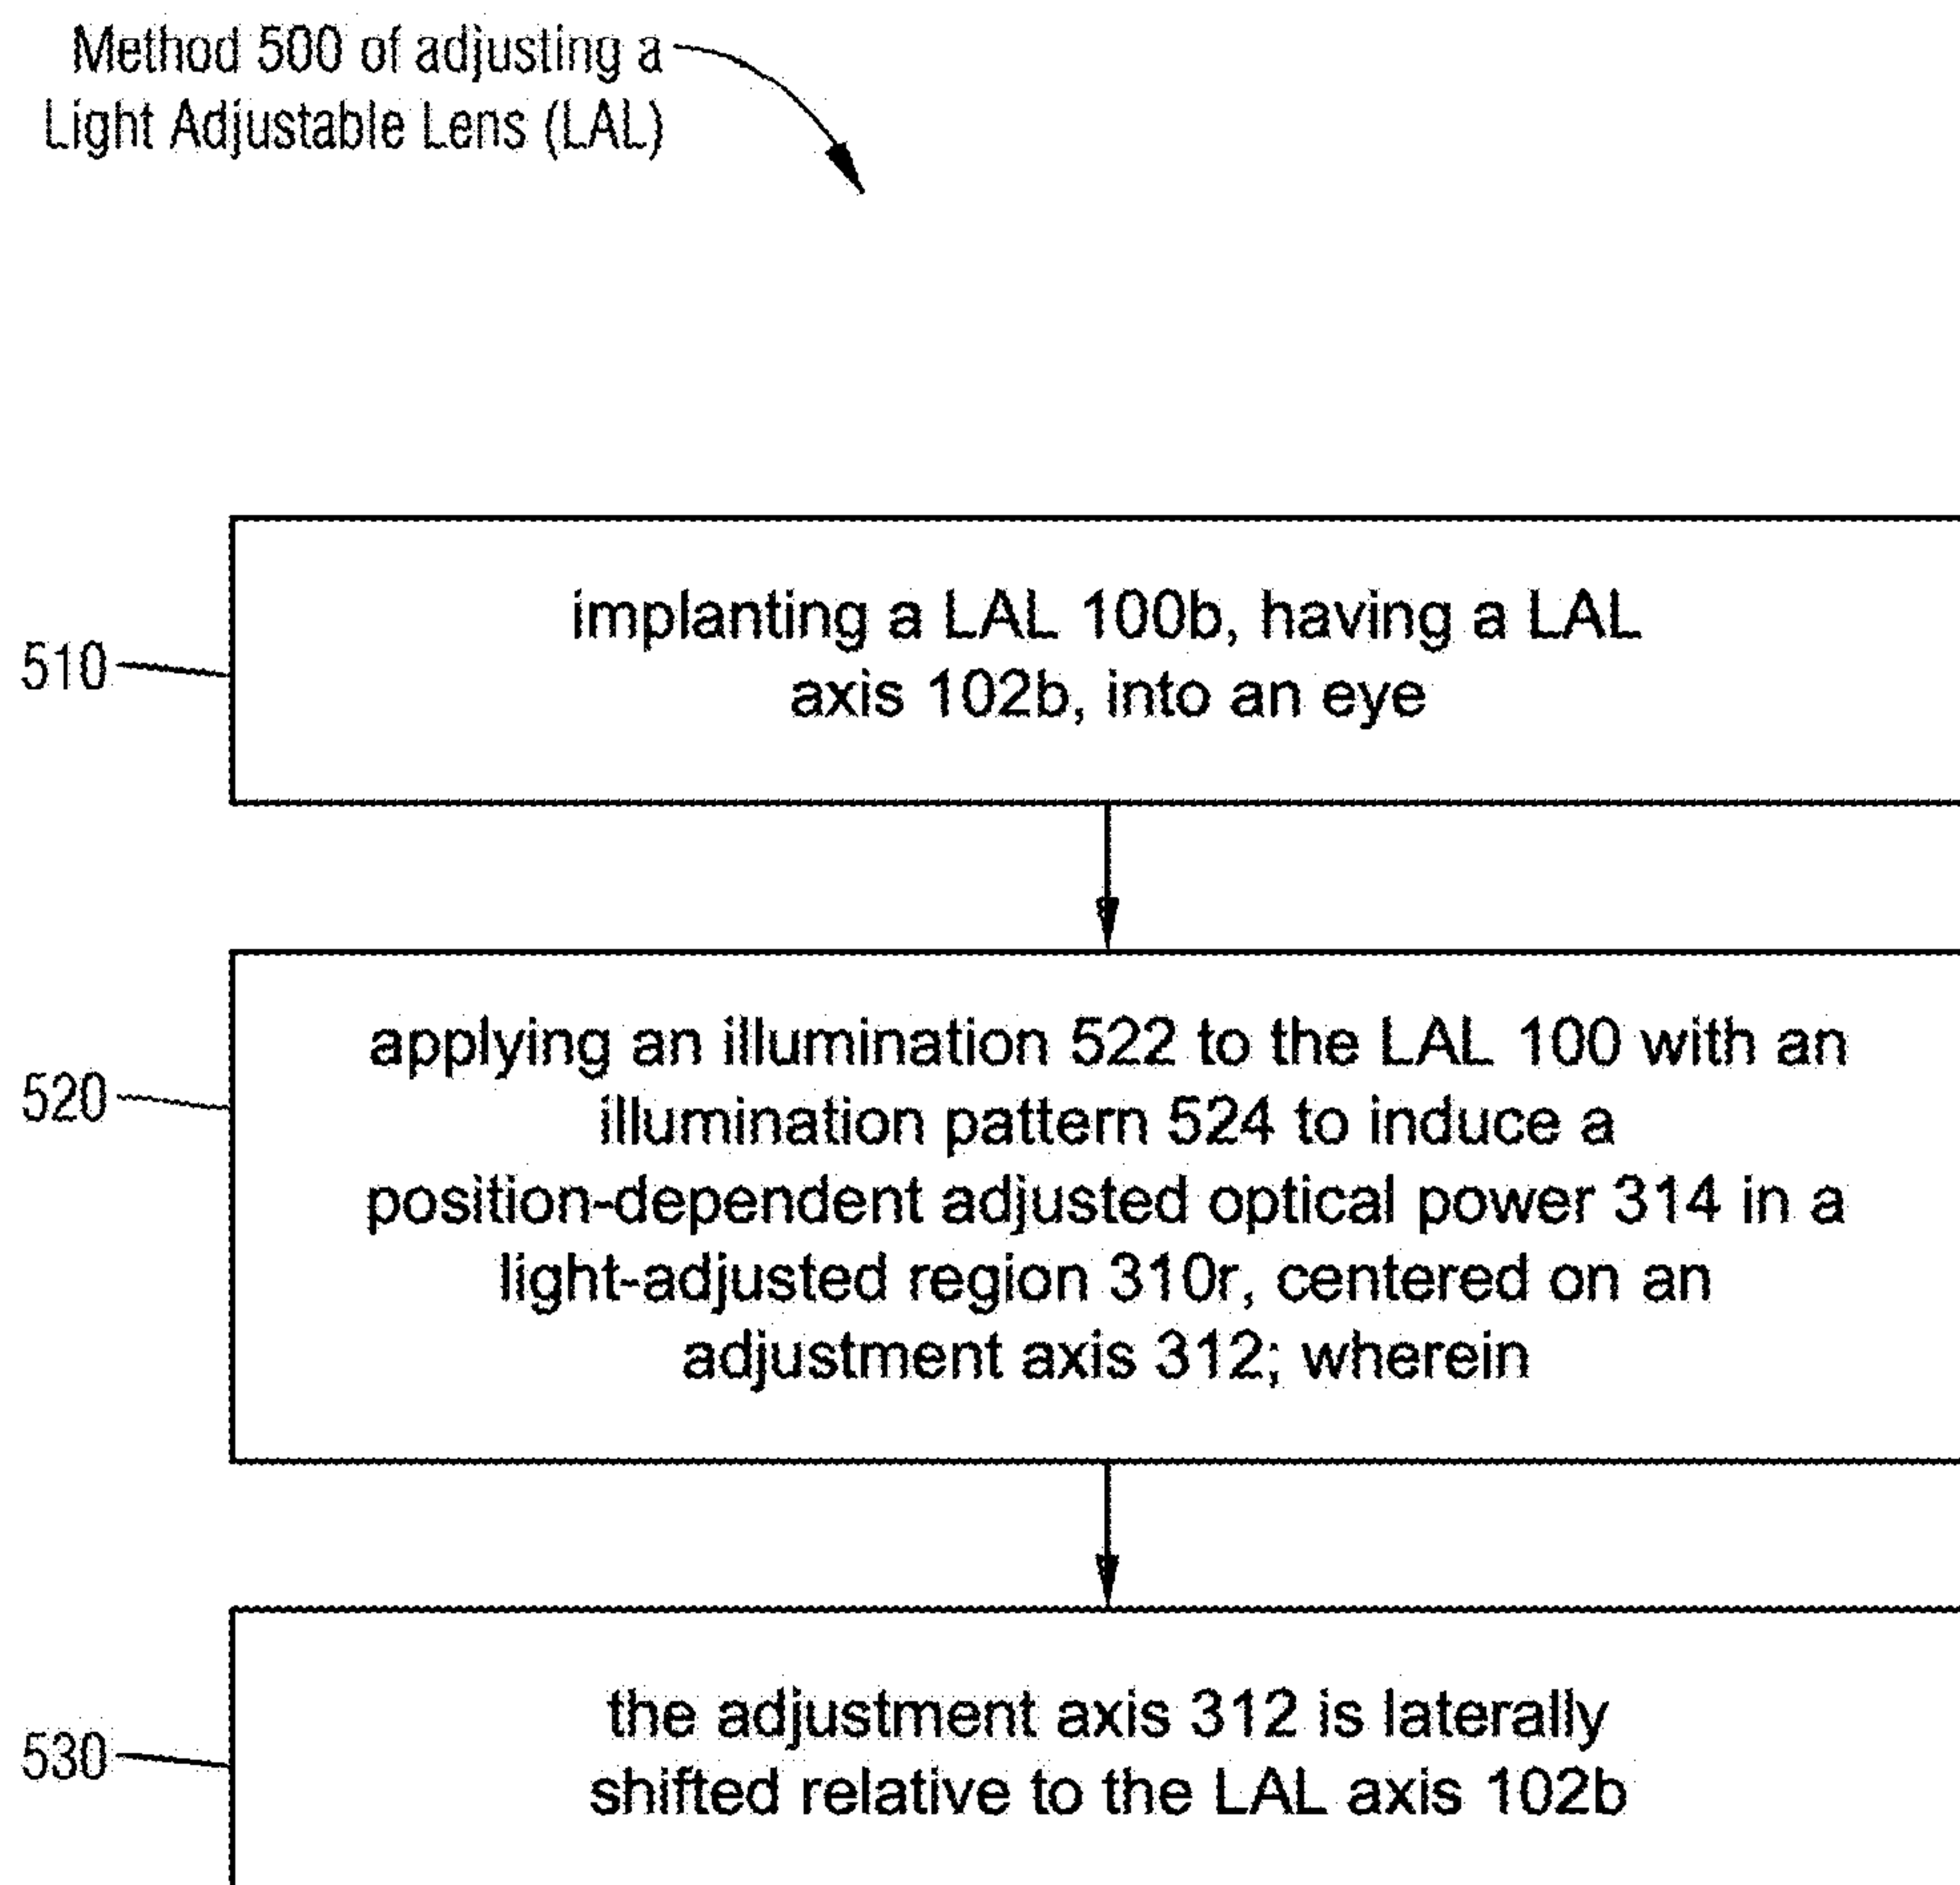 Method 500 of adjusting a
Light Adjustable Lens (LAL)
510
implanting a LAL 100b, having a LAL
axis 102b, into an eye
520
applying an illumination 522 to the LAL 100 with an
illumination pattern 524 to induce a
position-dependent adjusted optical power 314 in a
light-adjusted region 310r, centered on an
adjustment axis 312; wherein
530
the adjustment axis 312 is laterally
shifted relative to the LAL axis 102b